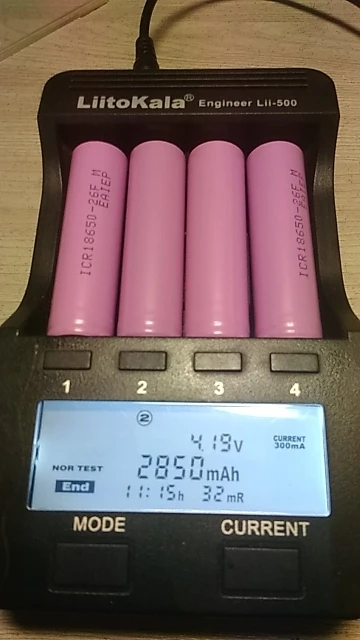 LiitoKala® Engineer Lii-500
ICR18650-26F M
EAIEP
ICR18650-26F M
1 2 3 4
②
4.19V
CURRENT
300mA
NOR TEST
2850mAh
End
11:15h 32mR
MODE CURRENT